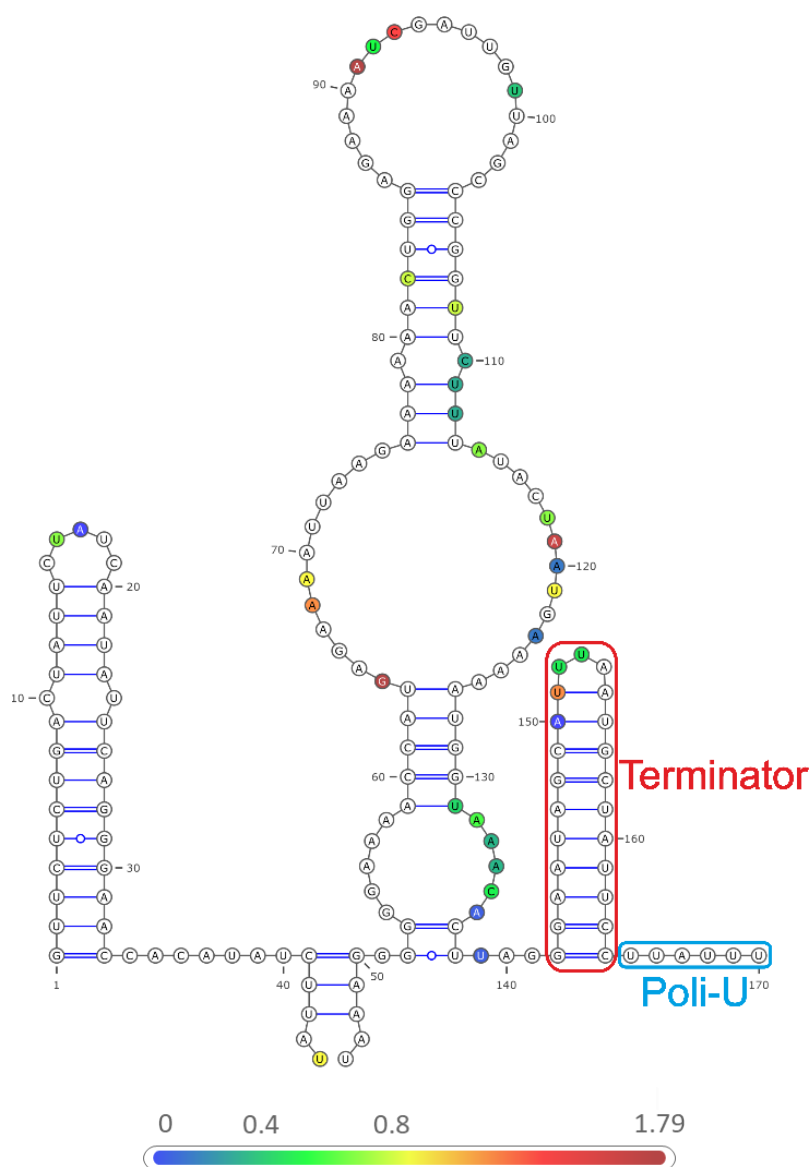 U C G A U U
A G
90 A U
A U 100
A A
A G
G C
A C
G C
G C
U G
C G
A U
80 A U
A C 110
A U
A U
A U
G A
A U
A A
U C
U U
U A U A
C U C 70 A A 120
U A 20 A U
U A A G
A U A A
A A G A U U A
U U A A A
10 C U G U A A A
A C A U 150 A U
G A C G C G
U G 60 C G 130 G C
C G A U G U
U G A A A A 160 Terminator
C A 30 A A A U
U A G C U U
U A G A G C
G C C A C A U A U C G G G U U A G G C U U A U U U
1 40 50 140 170
U A Poli-U
U A
A A
U U
0 0.4 0.8 1.79